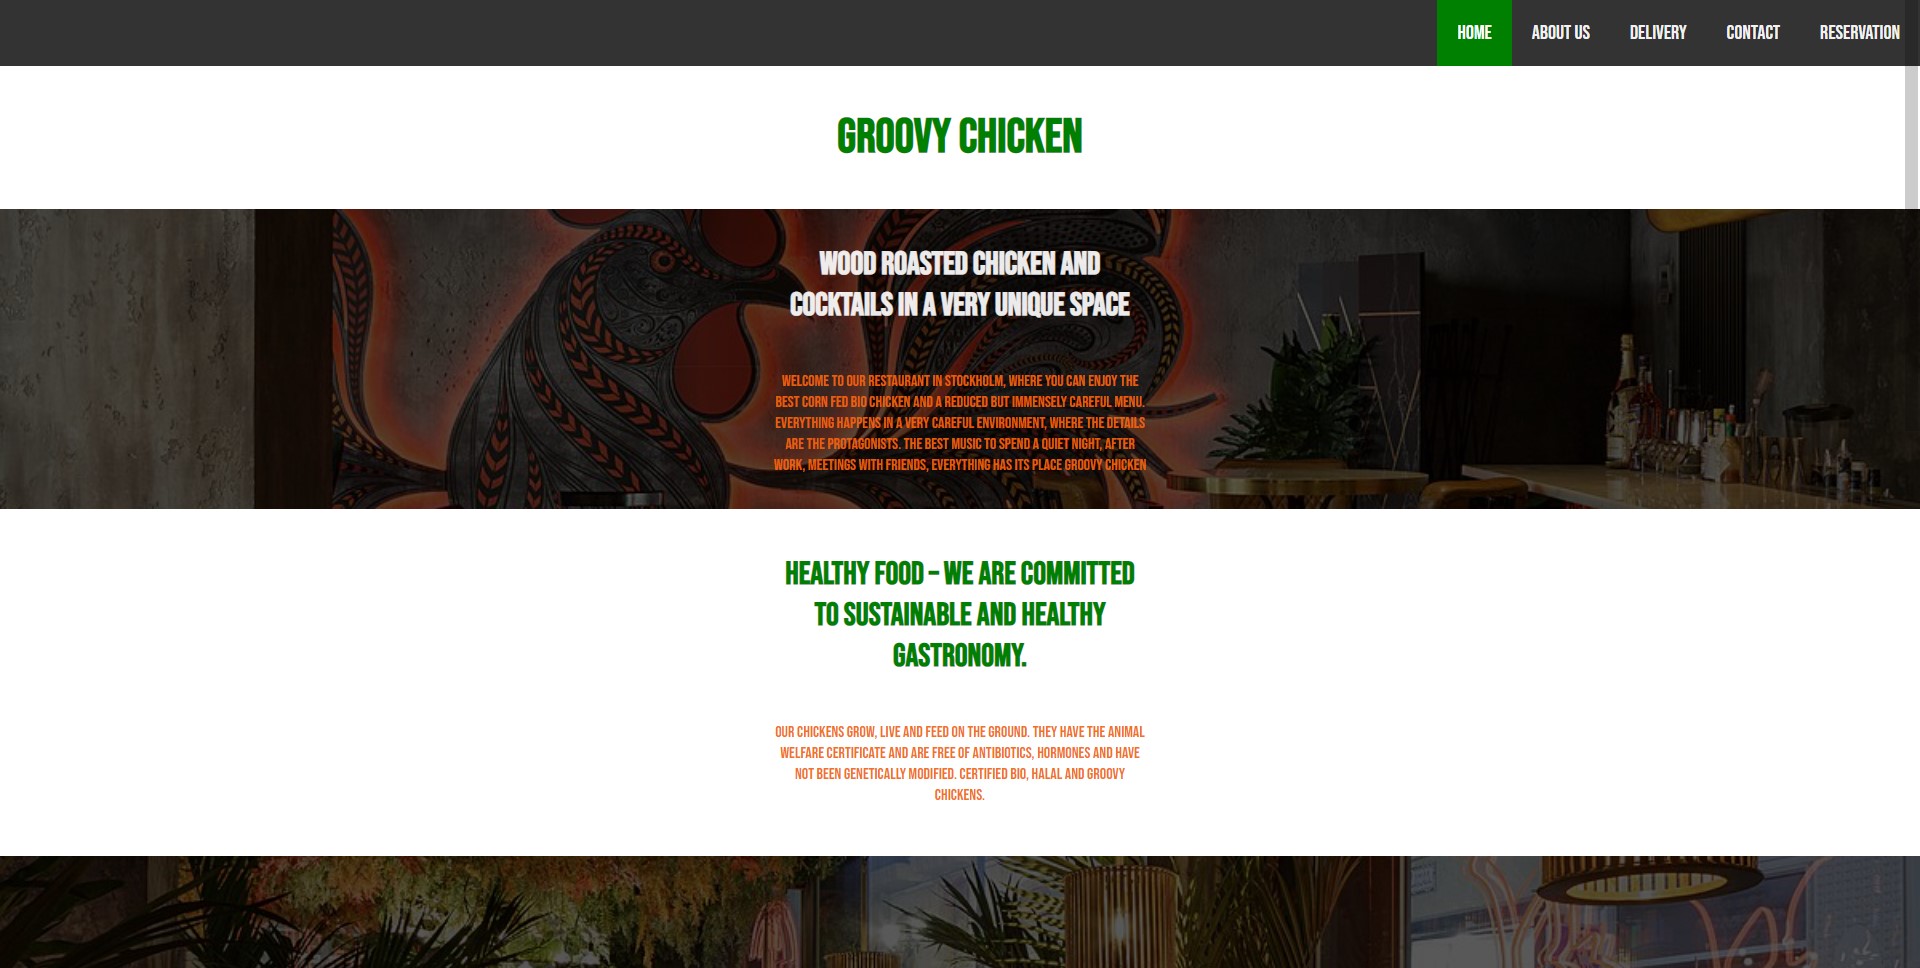 HOME ABOUT US DELIVERY CONTACT RESERVATION
GROOVY CHICKEN
WOOD ROASTED CHICKEN AND
COCKTAILS IN A VERY UNIQUE SPACE
WELCOME TO OUR RESTAURANT IN STOCKHOLM, WHERE YOU CAN ENJOY THE
BEST CORN FED BIO CHICKEN AND A REDUCED BUT IMMENSELY CAREFUL MENU.
EVERYTHING HAPPENS IN A VERY CAREFUL ENVIRONMENT, WHERE THE DETAILS
ARE THE PROTAGONISTS. THE BEST MUSIC TO SPEND A QUIET NIGHT, AFTER
WORK, MEETINGS WITH FRIENDS, EVERYTHING HAS ITS PLACE GROOVY CHICKEN
HEALTHY FOOD – WE ARE COMMITTED
TO SUSTAINABLE AND HEALTHY
GASTRONOMY.
OUR CHICKENS GROW, LIVE AND FEED ON THE GROUND. THEY HAVE THE ANIMAL
WELFARE CERTIFICATE AND ARE FREE OF ANTIBIOTICS, HORMONES AND HAVE
NOT BEEN GENETICALLY MODIFIED. CERTIFIED BIO, HALAL AND GROOVY
CHICKENS.